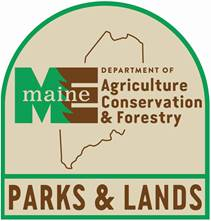 ME
maine
DEPARTMENT OF
Agriculture
Conservation
& Forestry
PARKS & LANDS